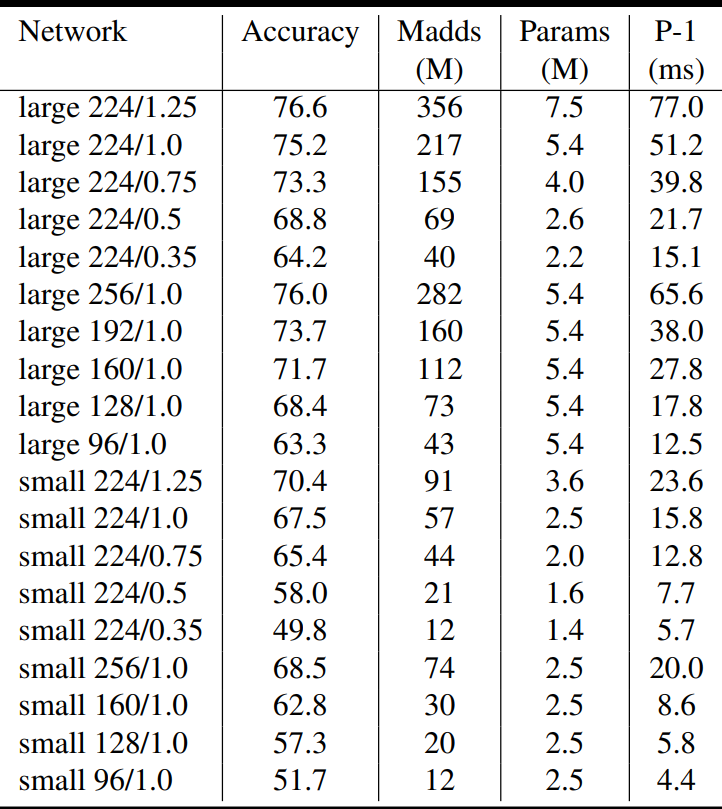 Network Accuracy Madds Params P-1
(M) (M) (ms)
large 224/1.25 76.6 356 7.5 77.0
large 224/1.0 75.2 217 5.4 51.2
large 224/0.75 73.3 155 4.0 39.8
large 224/0.5 68.8 69 2.6 21.7
large 224/0.35 64.2 40 2.2 15.1
large 256/1.0 76.0 282 5.4 65.6
large 192/1.0 73.7 160 5.4 38.0
large 160/1.0 71.7 112 5.4 27.8
large 128/1.0 68.4 73 5.4 17.8
large 96/1.0 63.3 43 5.4 12.5
small 224/1.25 70.4 91 3.6 23.6
small 224/1.0 67.5 57 2.5 15.8
small 224/0.75 65.4 44 2.0 12.8
small 224/0.5 58.0 21 1.6 7.7
small 224/0.35 49.8 12 1.4 5.7
small 256/1.0 68.5 74 2.5 20.0
small 160/1.0 62.8 30 2.5 8.6
small 128/1.0 57.3 20 2.5 5.8
small 96/1.0 51.7 12 2.5 4.4